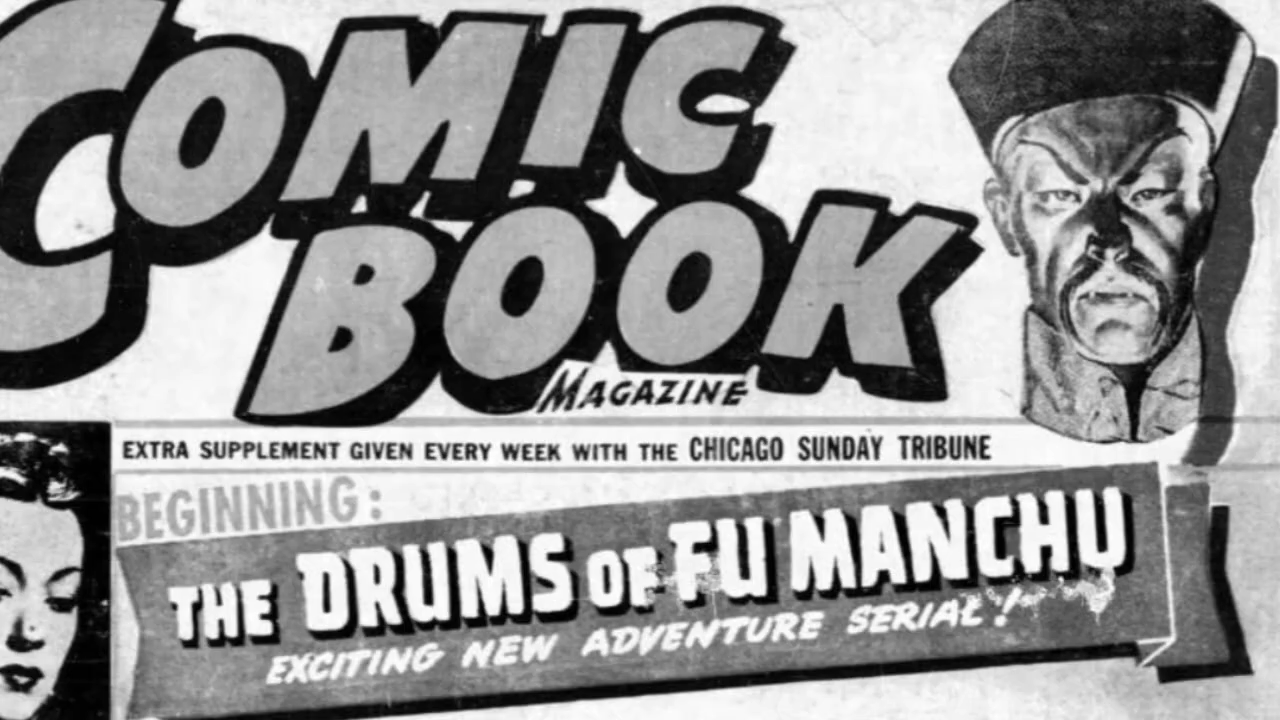 COMIC
BOOK
MAGAZINE
EXTRA SUPPLEMENT GIVEN EVERY WEEK WITH THE CHICAGO SUNDAY TRIBUNE
BEGINNING:
THE DRUMS OF FU MANCHU
EXCITING NEW ADVENTURE SERIAL!